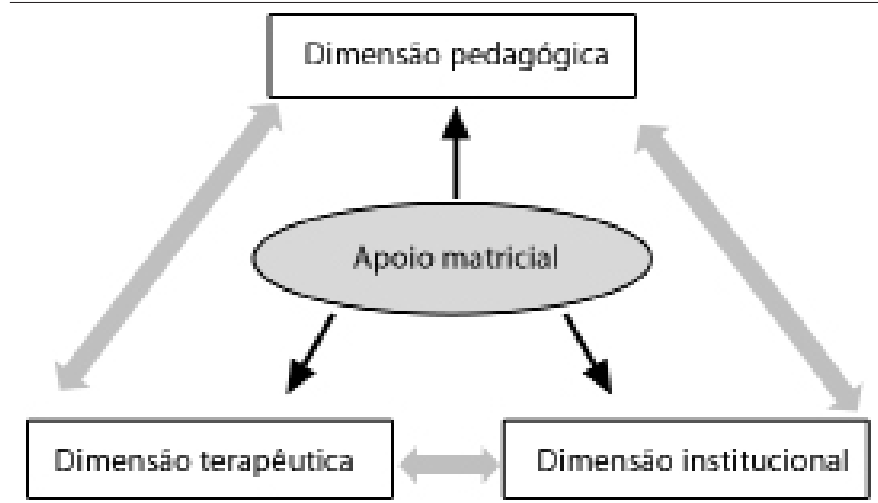 Dimensão pedagógica
Apoio matricial
Dimensão terapêutica
Dimensão institucional